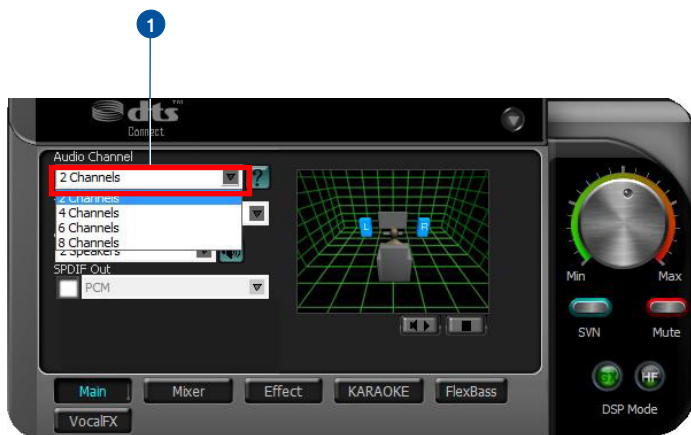 1
dts™
Connect
Audio Channel
2 Channels
?
2 Channels
4 Channels
6 Channels
8 Channels
2 Speakers
SPDIF Out
PCM
L
R
Min
Max
SVN
Mute
HF
DSP Mode
Main
Mixer
Effect
KARAOKE
FlexBass
VocalFX